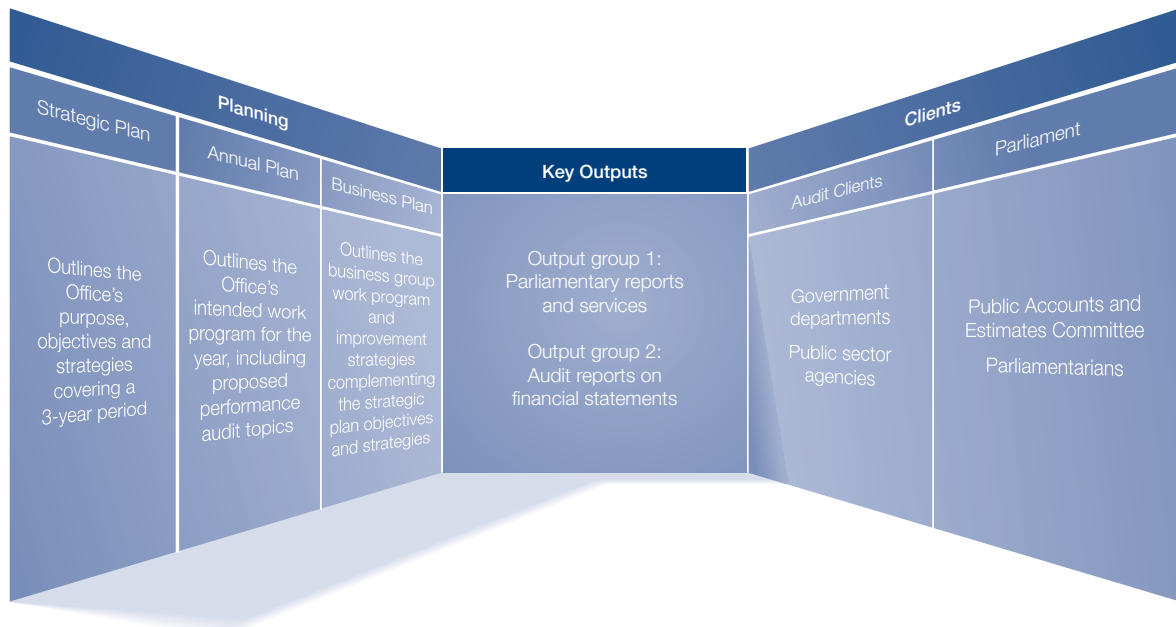 Planning
Strategic Plan
Outlines the
Office's
purpose,
objectives and
strategies
covering a
3-year period
Annual Plan
Outlines the
Office's
intended work
program for the
year, including
proposed
performance
audit topics
Business Plan
Outlines the
business group
work program
and
improvement
strategies
complementing
the strategic
plan objectives
and strategies
Key Outputs
Output group 1:
Parliamentary reports
and services
Output group 2:
Audit reports on
financial statements
Clients
Audit Clients
Government
departments
Public sector
agencies
Parliament
Public Accounts and
Estimates Committee
Parliamentarians